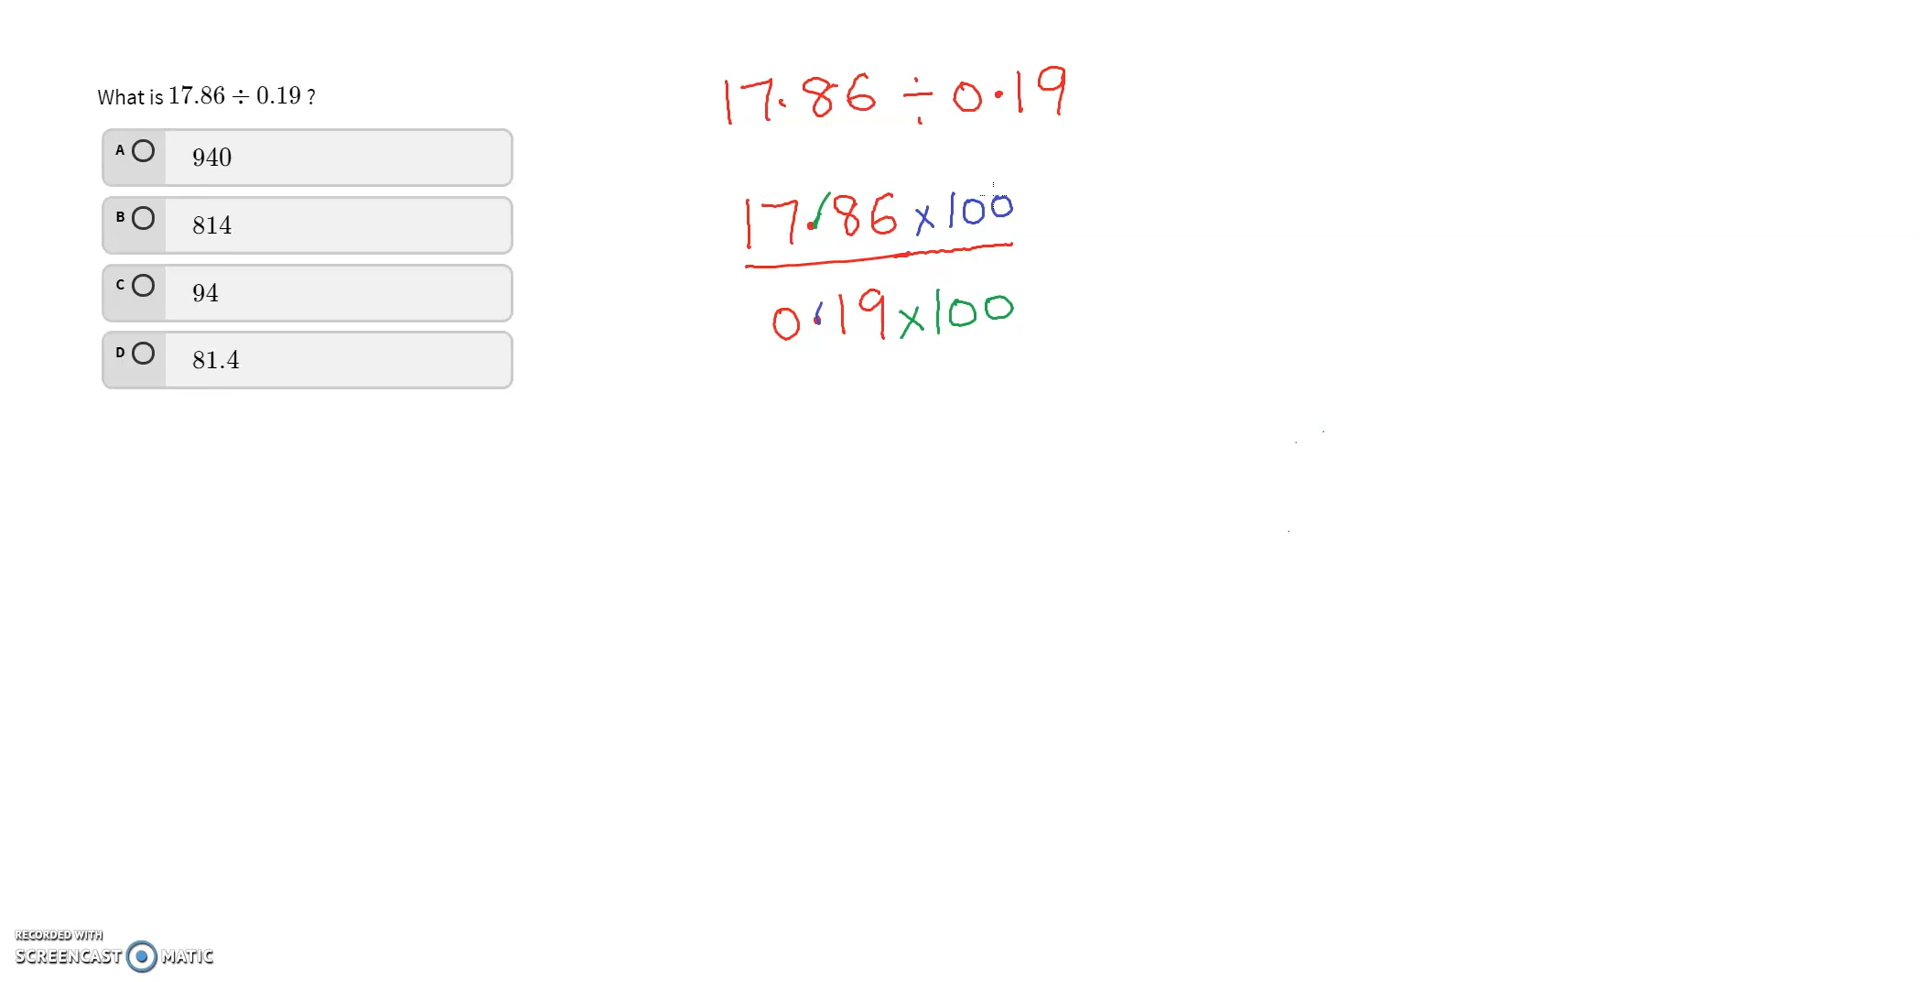 What is 17.86 ÷ 0.19 ?
A 940
B 814
C 94
D 81.4
17.86 ÷ 0.19
17.86 x 100
0.19 x 100
RECORDED WITH
SCREENCAST MATIC